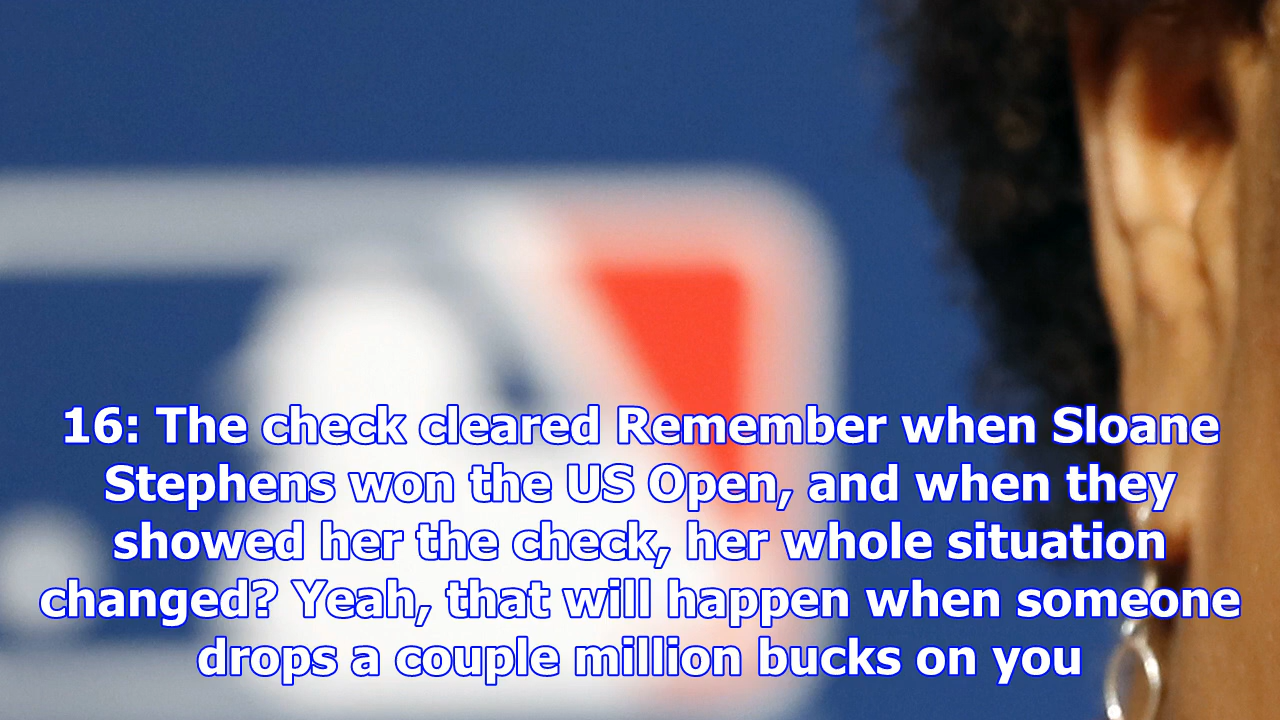 16: The check cleared Remember when Sloane
Stephens won the US Open, and when they
showed her the check, her whole situation
changed? Yeah, that will happen when someone
drops a couple million bucks on you